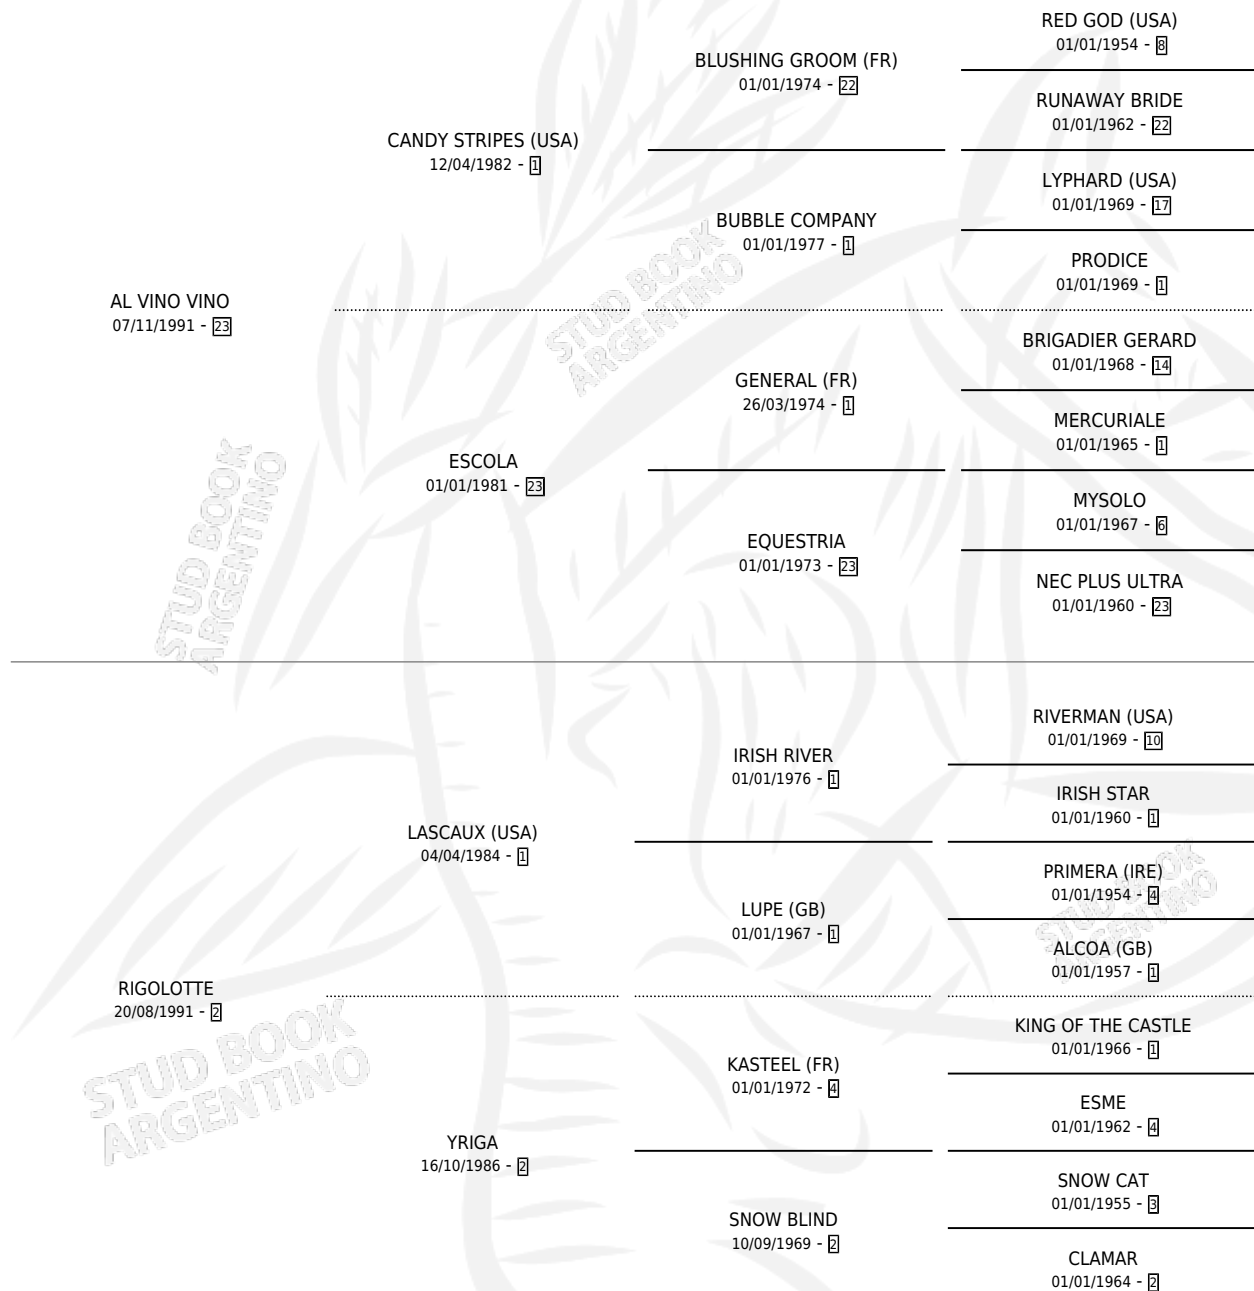 RED GOD (USA)
01/01/1954 - 8
BLUSHING GROOM (FR)
01/01/1974 - 22
RUNAWAY BRIDE
01/01/1962 - 22
CANDY STRIPES (USA)
12/04/1982 - 1
LYPHARD (USA)
01/01/1969 - 17
BUBBLE COMPANY
01/01/1977 - 1
PRODICE
01/01/1969 - 1
AL VINO VINO
07/11/1991 - 23
STUD BOOK
ARGENTINO
BRIGADIER GERARD
01/01/1968 - 14
GENERAL (FR)
26/03/1974 - 1
MERCURIALE
01/01/1965 - 1
ESCOLA
01/01/1981 - 23
MYSOLO
01/01/1967 - 6
EQUESTRIA
01/01/1973 - 23
NEC PLUS ULTRA
01/01/1960 - 23
STUD BOOK
ARGENTINO
RIVERMAN (USA)
01/01/1969 - 10
IRISH RIVER
01/01/1976 - 1
IRISH STAR
01/01/1960 - 1
LASCAUX (USA)
04/04/1984 - 1
PRIMERA (IRE)
01/01/1954 - 4
LUPE (GB)
01/01/1967 - 1
ALCOA (GB)
01/01/1957 - 1
STUD BOOK
ARGENTINO
RIGOLOTTE
20/08/1991 - 2
KING OF THE CASTLE
01/01/1966 - 1
KASTEEL (FR)
01/01/1972 - 4
ESME
01/01/1962 - 4
STUD BOOK
ARGENTINO
YRIGA
16/10/1986 - 2
SNOW CAT
01/01/1955 - 3
SNOW BLIND
10/09/1969 - 2
CLAMAR
01/01/1964 - 2